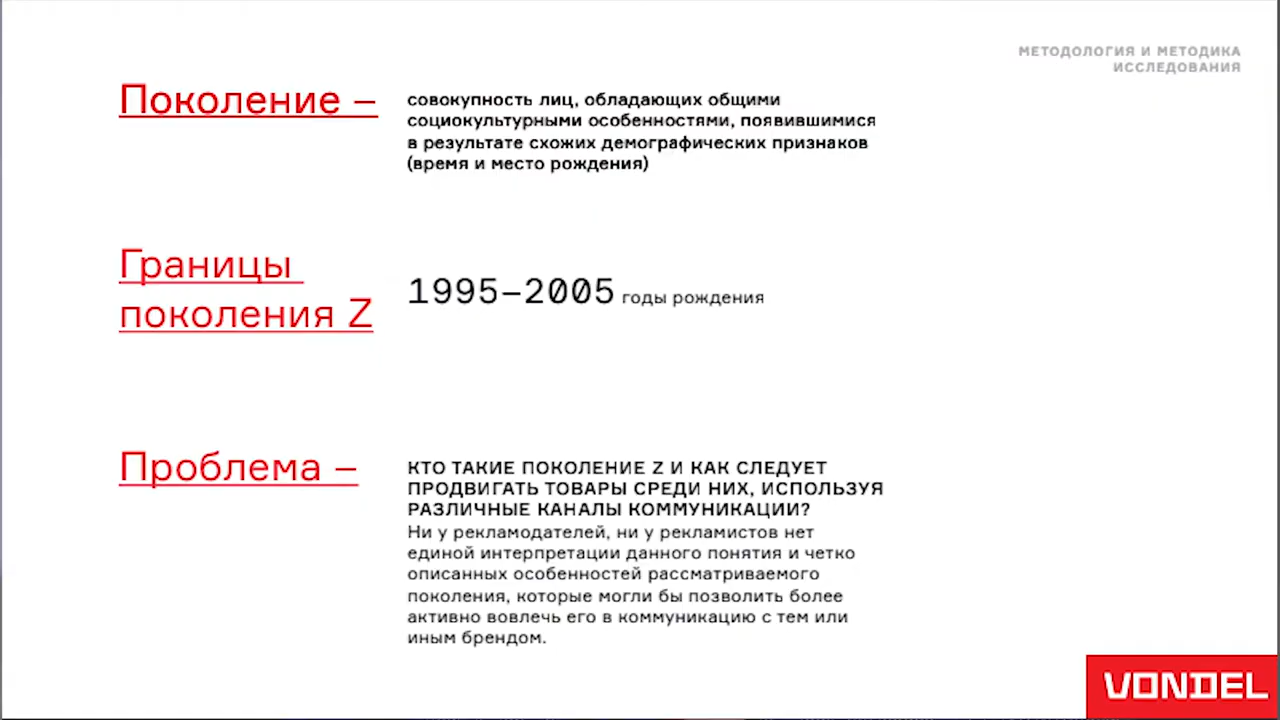 МЕТОДОЛОГИЯ И МЕТОДИКА
ИССЛЕДОВАНИЯ
Поколение –
совокупность лиц, обладающих общими
социокультурными особенностями, появившимися
в результате схожих демографических признаков
(время и место рождения)
Границы
поколения Z
1995–2005 годы рождения
Проблема –
КТО ТАКИЕ ПОКОЛЕНИЕ Z И КАК СЛЕДУЕТ
ПРОДВИГАТЬ ТОВАРЫ СРЕДИ НИХ, ИСПОЛЬЗУЯ
РАЗЛИЧНЫЕ КАНАЛЫ КОММУНИКАЦИИ?
Ни у рекламодателей, ни у рекламистов нет
единой интерпретации данного понятия и четко
описанных особенностей рассматриваемого
поколения, которые могли бы позволить более
активно вовлечь его в коммуникацию с тем или
иным брендом.
VONDEL